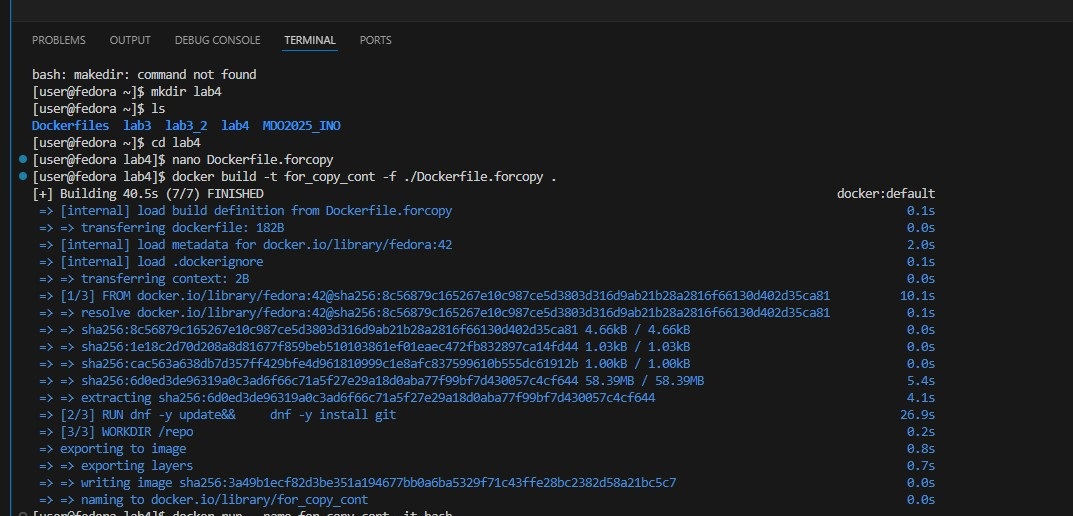 PROBLEMS OUTPUT DEBUG CONSOLE TERMINAL PORTS
bash: makedir: command not found
[user@fedora ~]$ mkdir lab4
[user@fedora ~]$ ls
Dockerfiles lab3 lab3_2 lab4 MDO2025_INO
[user@fedora ~]$ cd lab4
[user@fedora lab4]$ nano Dockerfile.forcopy
[user@fedora lab4]$ docker build -t for_copy_cont -f ./Dockerfile.forcopy .
[+] Building 40.5s (7/7) FINISHED docker:default
=> [internal] load build definition from Dockerfile.forcopy 0.1s
=> => transferring dockerfile: 182B 0.0s
=> [internal] load metadata for docker.io/library/fedora:42 2.0s
=> [internal] load .dockerignore 0.1s
=> => transferring context: 2B 0.0s
=> [1/3] FROM docker.io/library/fedora:42@sha256:8c56879c165267e10c987ce5d3803d316d9ab21b28a2816f66130d402d35ca81 10.1s
=> => resolve docker.io/library/fedora:42@sha256:8c56879c165267e10c987ce5d3803d316d9ab21b28a2816f66130d402d35ca81 0.1s
=> => sha256:8c56879c165267e10c987ce5d3803d316d9ab21b28a2816f66130d402d35ca81 4.66kB / 4.66kB 0.0s
=> => sha256:1e18c2d70d208a8d81677f859beb510103861ef01eaec472fb832897ca14fd44 1.03kB / 1.03kB 0.0s
=> => sha256:cac563a638db7d357ff429bfe4d961810999c1e8afc837599610b555dc61912b 1.00kB / 1.00kB 0.0s
=> => sha256:6d0ed3de96319a0c3ad6f66c71a5f27e29a18d0aba77f99bf7d430057c4cf644 58.39MB / 58.39MB 5.4s
=> => extracting sha256:6d0ed3de96319a0c3ad6f66c71a5f27e29a18d0aba77f99bf7d430057c4cf644 4.1s
=> [2/3] RUN dnf -y update&&     dnf -y install git 26.9s
=> [3/3] WORKDIR /repo 0.2s
=> exporting to image 0.8s
=> => exporting layers 0.7s
=> => writing image sha256:3a49b1ecf82d3be351a194677bb0a6ba5329f71c43ffe28bc2382d58a21bc5c7 0.0s
=> => naming to docker.io/library/for_copy_cont 0.0s
[user@fedora lab4]$ docker run --name for_copy_cont -it bash